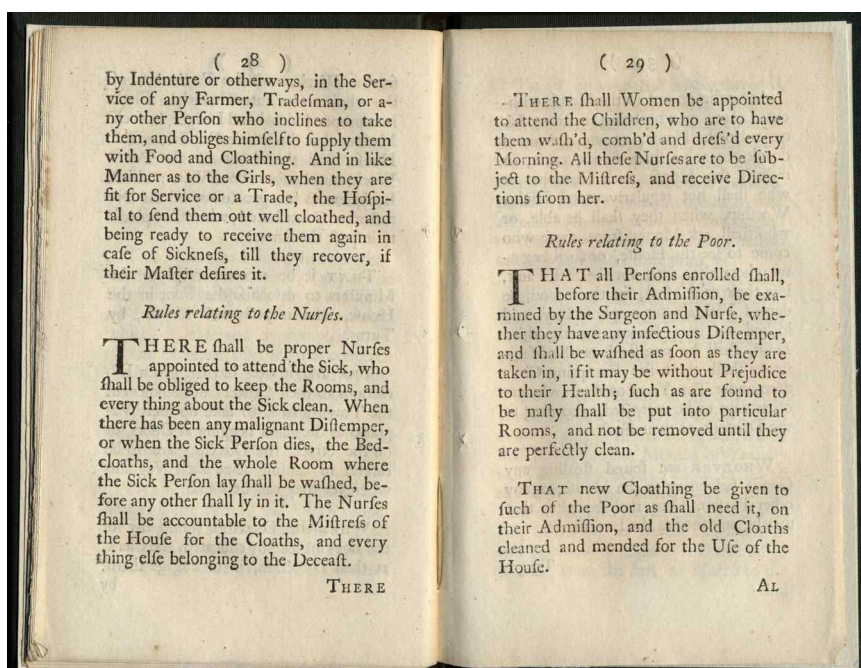 ( 28 )
by Indenture or otherways, in the Ser-
vice of any Farmer, Tradeſman, or a-
ny other Perſon who inclines to take
them, and obliges himſelf to ſupply them
with Food and Cloathing. And in like
Manner as to the Girls, when they are
fit for Service or a Trade, the Hoſpi-
tal to ſend them out well cloathed, and
being ready to receive them again in
caſe of Sickneſs, till they recover, if
their Maſter deſires it.
Rules relating to the Nurſes.
THERE ſhall be proper Nurſes
appointed to attend the Sick, who
ſhall be obliged to keep the Rooms, and
every thing about the Sick clean. When
there has been any malignant Diſtemper,
or when the Sick Perſon dies, the Bed-
cloaths, and the whole Room where
the Sick Perſon lay ſhall be waſhed, be-
fore any other ſhall ly in it. The Nurſes
ſhall be accountable to the Miſtreſs of
the Houſe for the Cloaths, and every
thing elſe belonging to the Deceaſt.
THERE
( 29 )
THERE ſhall Women be appointed
to attend the Children, who are to have
them waſh'd, comb'd and dreſs'd every
Morning. All theſe Nurſes are to be ſub-
ject to the Miſtreſs, and receive Direc-
tions from her.
Rules relating to the Poor.
THAT all Perſons enrolled ſhall,
before their Admiſſion, be exa-
mined by the Surgeon and Nurſe, whe-
ther they have any infectious Diſtemper,
and ſhall be waſhed as ſoon as they are
taken in, if it may be without Prejudice
to their Health; ſuch as are found to
be naſty ſhall be put into particular
Rooms, and not be removed until they
are perfectly clean.
THAT new Cloathing be given to
ſuch of the Poor as ſhall need it, on
their Admiſſion, and the old Cloaths
cleaned and mended for the Uſe of the
Houſe.
AL